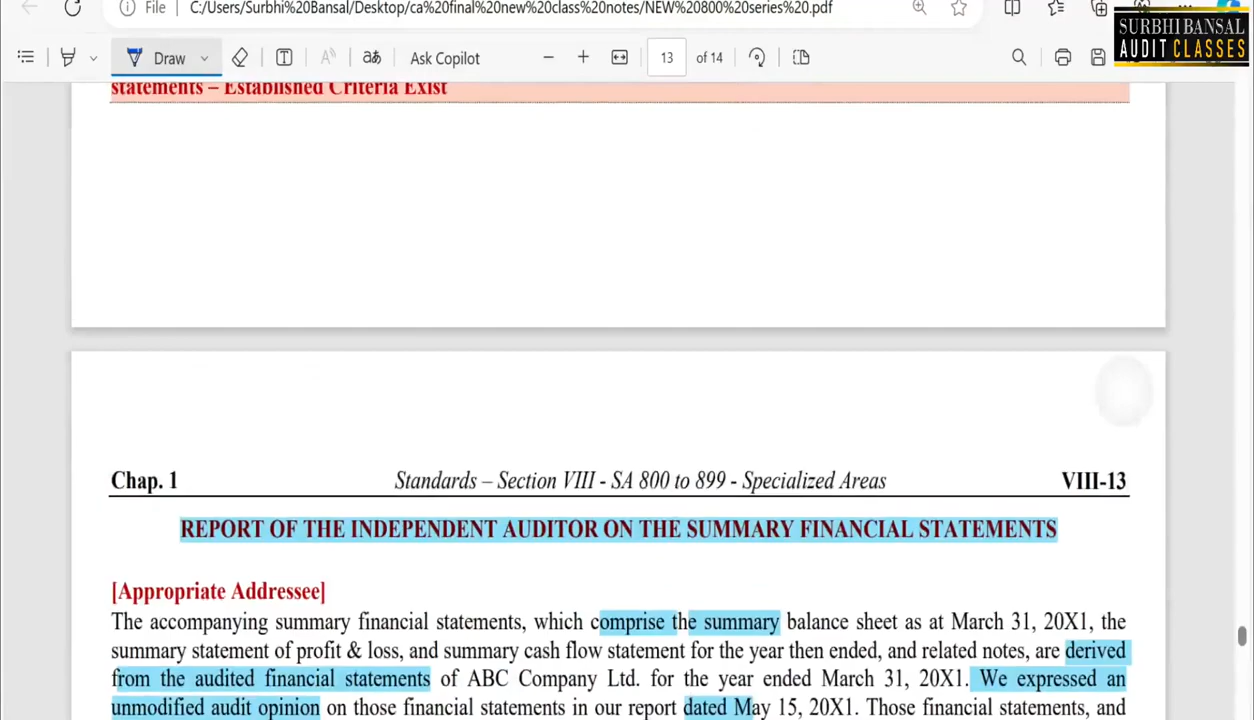 File
C:/Users/Surbhi%20Bansal/Desktop/ca%20final%20new%20class%20notes/NEW%20800%20series%20.pdf
SURBHI BANSAL
AUDIT CLASSES
Draw
T
A
aあ
Ask Copilot
13
of 14
statements – Established Criteria Exist
Chap. 1
Standards – Section VIII - SA 800 to 899 - Specialized Areas
VIII-13
REPORT OF THE INDEPENDENT AUDITOR ON THE SUMMARY FINANCIAL STATEMENTS
[Appropriate Addressee]
The accompanying summary financial statements, which comprise the summary balance sheet as at March 31, 20X1, the
summary statement of profit & loss, and summary cash flow statement for the year then ended, and related notes, are derived
from the audited financial statements of ABC Company Ltd. for the year ended March 31, 20X1. We expressed an
unmodified audit opinion on those financial statements in our report dated May 15, 20X1. Those financial statements, and